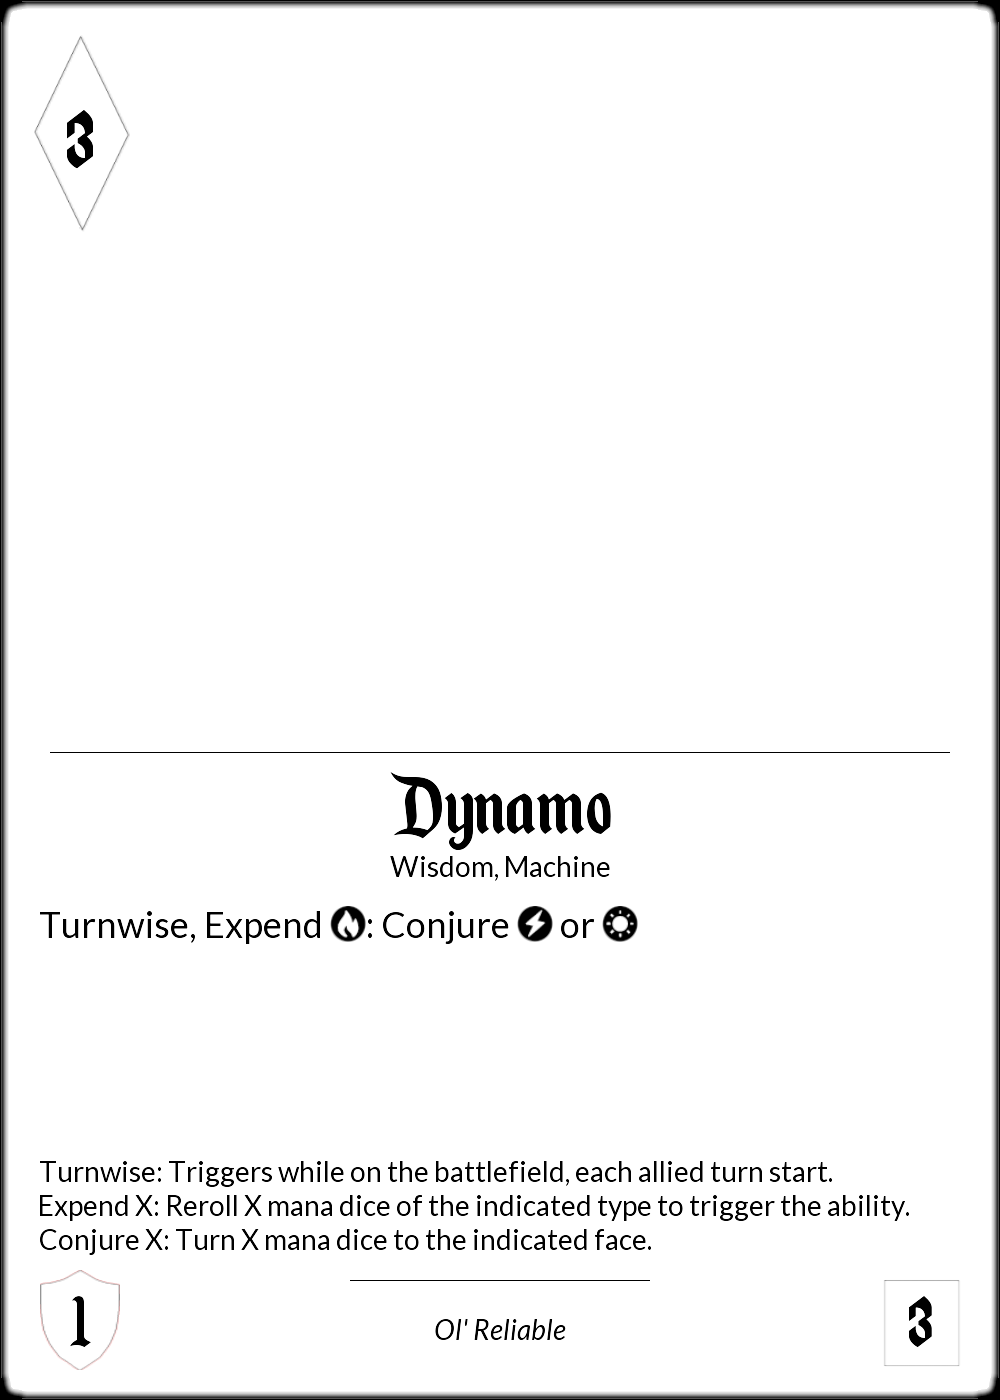 3
Dynamo
Wisdom, Machine
Turnwise, Expend : Conjure or
Turnwise: Triggers while on the battlefield, each allied turn start.
Expend X: Reroll X mana dice of the indicated type to trigger the ability.
Conjure X: Turn X mana dice to the indicated face.
1
Ol' Reliable
3